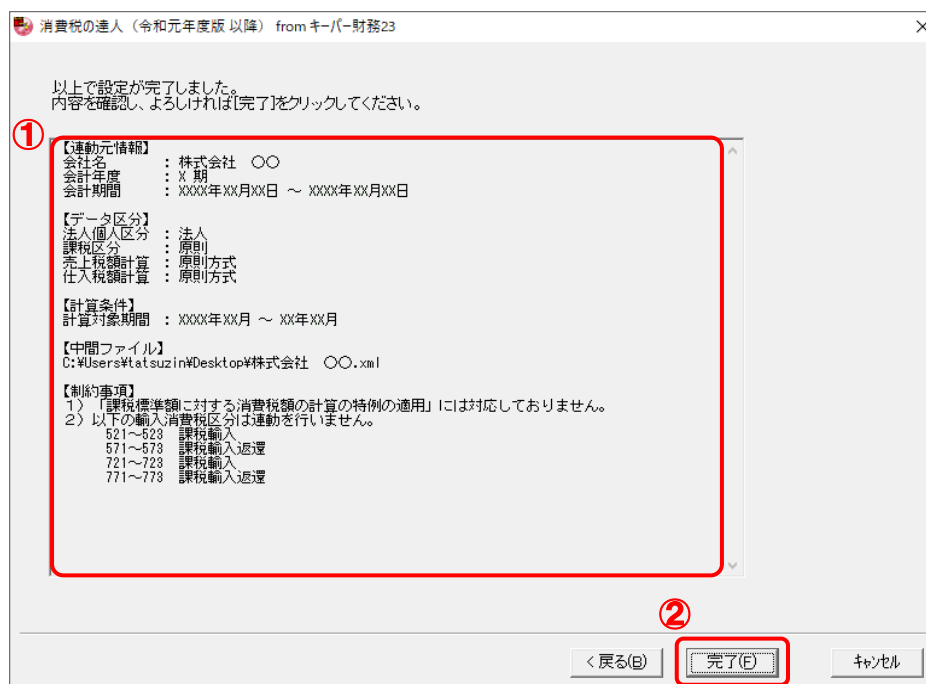 消費税の達人（令和元年度版 以降） from キーパー財務23
以上で設定が完了しました。
内容を確認し、よろしければ[完了]をクリックしてください。
①
【連動元情報】
会社名　　　：株式会社　〇〇
会計年度　　：X 期
会計期間　　：XXXX年XX月XX日 ～ XXXX年XX月XX日
【データ区分】
法人個人区分 ：法人
課税区分　　：原則
売上税額計算 ：原則方式
仕入税額計算 ：原則方式
【計算条件】
計算対象期間 ：XXXX年XX月 ～ XX年XX月
【中間ファイル】
C:¥Users¥tatsuzin¥Desktop¥株式会社　〇〇.xml
【制約事項】
１）「課税標準額に対する消費税額の計算の特例の適用」には対応しておりません。
２）以下の輸入消費税区分は連動を行いません。
521～523　課税輸入
571～573　課税輸入返還
721～723　課税輸入
771～773　課税輸入返還
②
< 戻る(B)　完了(F)　キャンセル